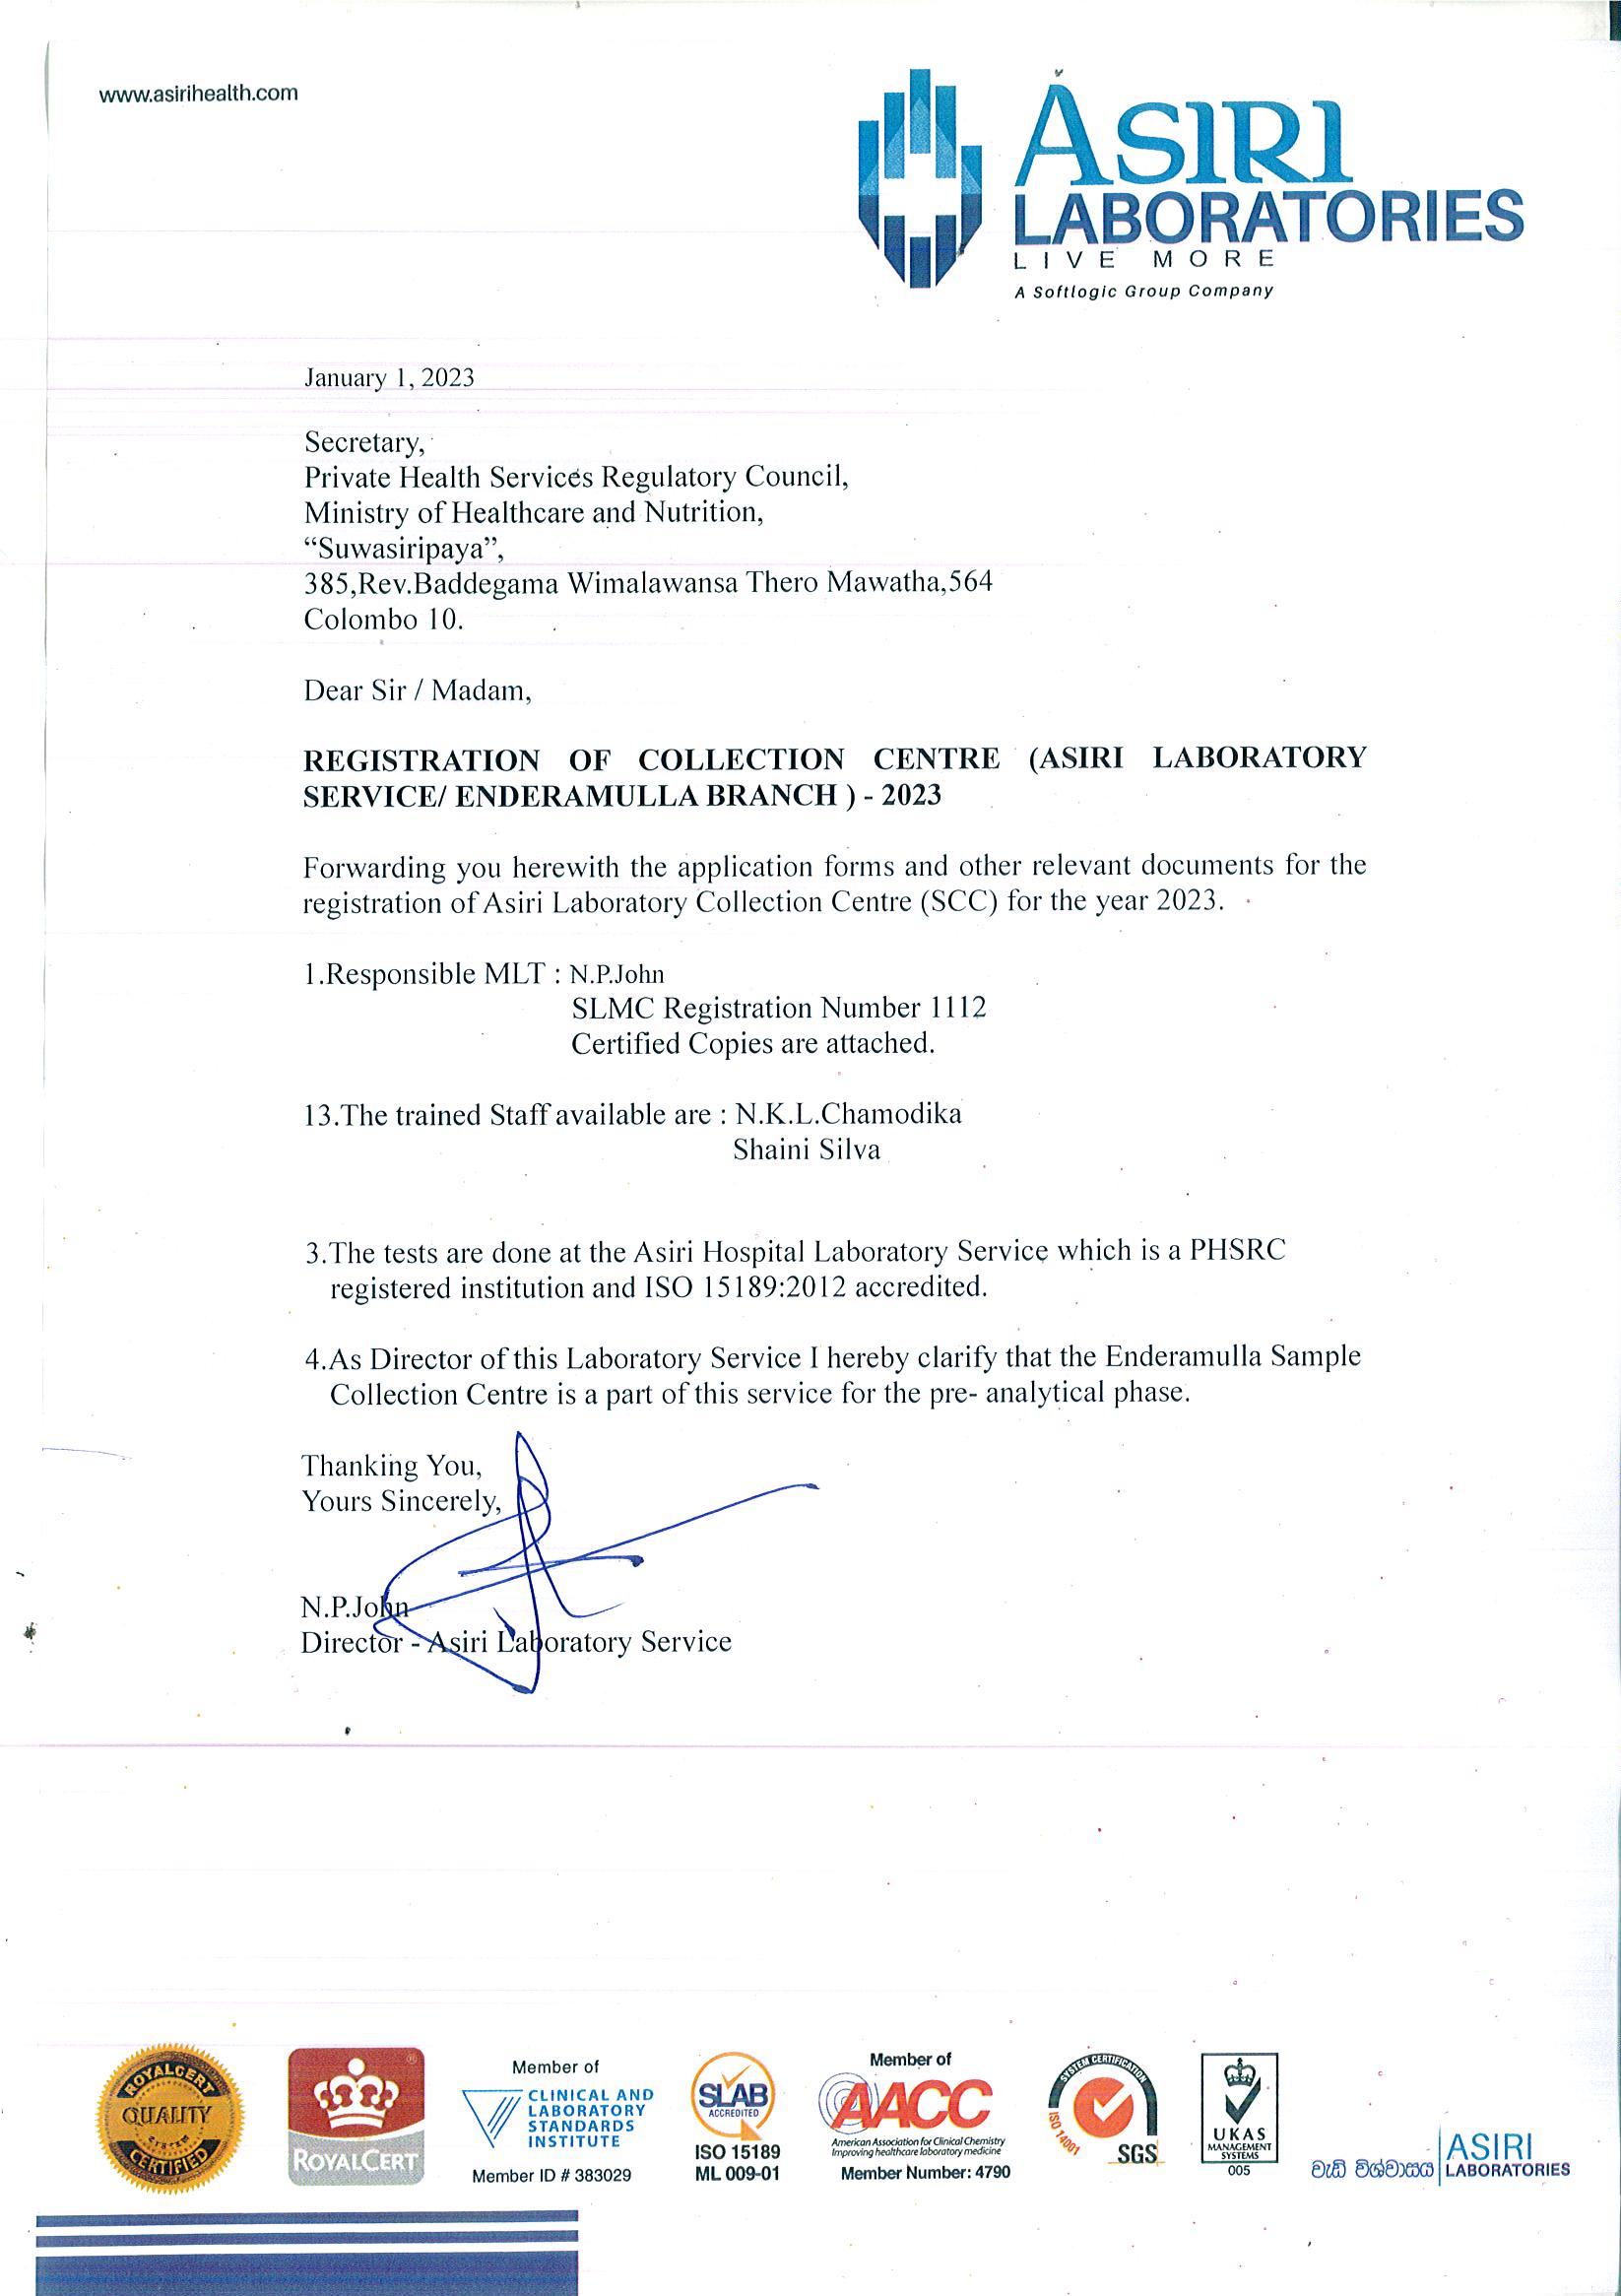 www.asirihealth.com
ASIRI
LABORATORIES
LIVE MORE
A Softlogic Group Company
January 1, 2023
Secretary,
Private Health Services Regulatory Council,
Ministry of Healthcare and Nutrition,
“Suwasiripaya”,
385,Rev.Baddegama Wimalawansa Thero Mawatha,564
Colombo 10.
Dear Sir / Madam,
REGISTRATION OF COLLECTION CENTRE (ASIRI LABORATORY
SERVICE/ ENDERAMULLA BRANCH ) - 2023
Forwarding you herewith the application forms and other relevant documents for the
registration of Asiri Laboratory Collection Centre (SCC) for the year 2023.
1.Responsible MLT : N.P.John
SLMC Registration Number 1112
Certified Copies are attached.
13.The trained Staff available are : N.K.L.Chamodika
Shaini Silva
3.The tests are done at the Asiri Hospital Laboratory Service which is a PHSRC
registered institution and ISO 15189:2012 accredited.
4.As Director of this Laboratory Service I hereby clarify that the Enderamulla Sample
Collection Centre is a part of this service for the pre- analytical phase.
Thanking You,
Yours Sincerely,
N.P.John
Director - Asiri Laboratory Service
ROYALCERT
QUALITY
SYSTEM
CERTIFIED
ROYALCERT
Member of
CLINICAL AND
LABORATORY
STANDARDS
INSTITUTE
Member ID # 383029
SLAB
ACCREDITED
ISO 15189
ML 009-01
Member of
AACC
American Association for Clinical Chemistry
Improving healthcare laboratory medicine
Member Number: 4790
SYSTEM CERTIFICATION
ISO 14001
SGS
UKAS
MANAGEMENT
SYSTEMS
005
වැඩි විශ්වාසය
ASIRI
LABORATORIES